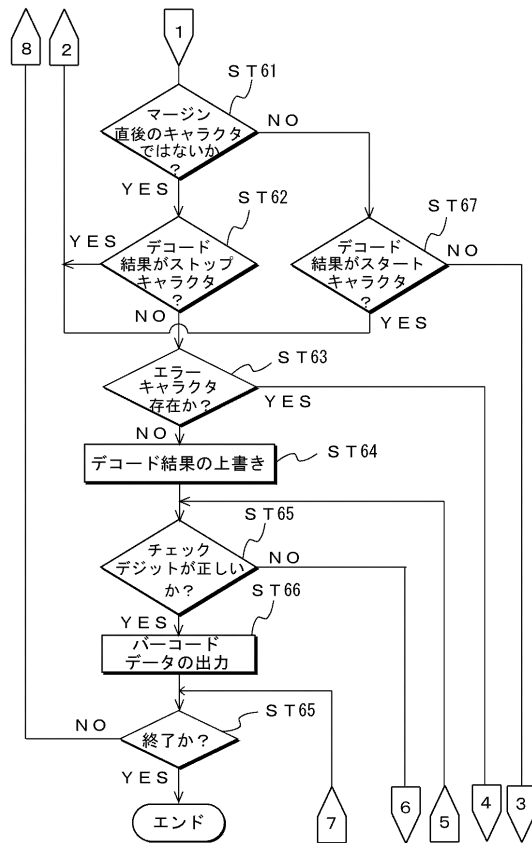 8
2
1
ST61
マージン
直後のキャラクタ
ではないか
?
NO
YES
ST62
YES
デコード
結果がストップ
キャラクタ
?
NO
ST67
デコード
結果がスタート
キャラクタ
?
NO
YES
ST63
エラー
キャラクタ
存在か?
YES
NO
ST64
デコード結果の上書き
ST65
チェック
デジットが正しい
か?
NO
YES
ST66
バーコード
データの出力
ST65
NO
終了か?
YES
エンド
7
6
5
4
3